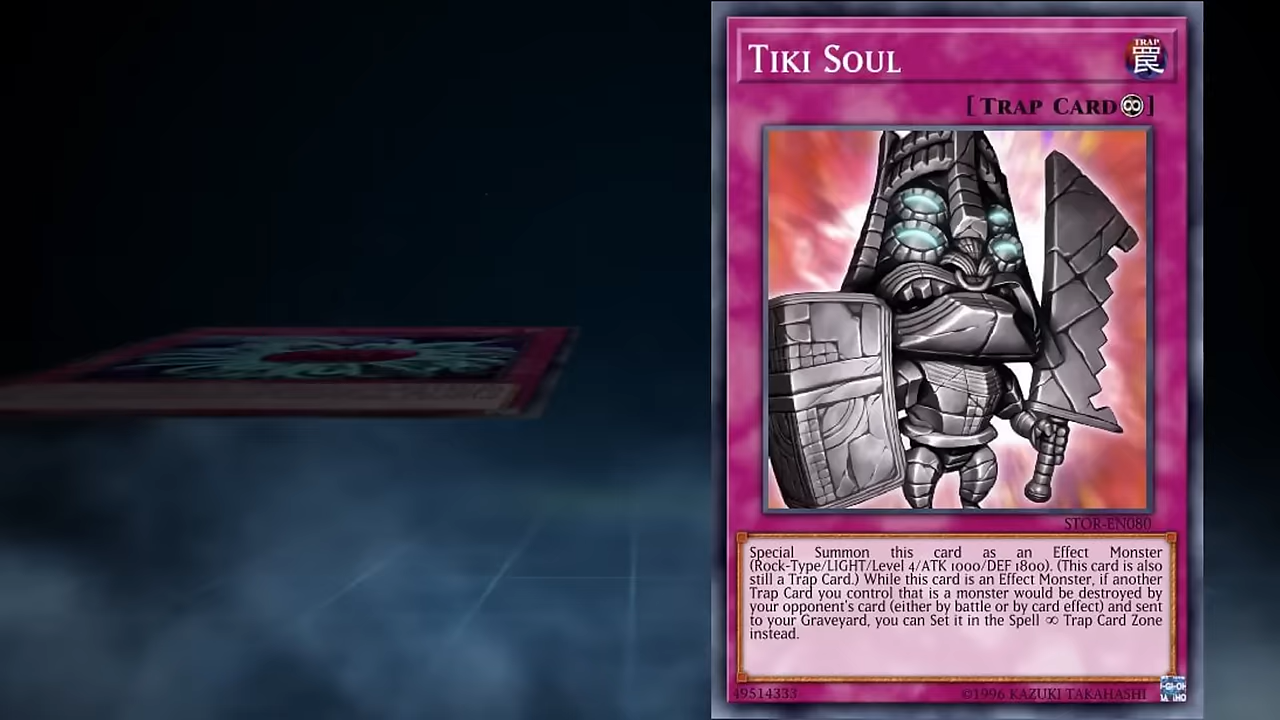 TIKI SOUL
TRAP
罠
[ TRAP CARD∞]
STOR-EN080
Special Summon this card as an Effect Monster
(Rock-Type/LIGHT/Level 4/ATK 1000/DEF 1800). (This card is also
still a Trap Card.) While this card is an Effect Monster, if another
Trap Card you control that is a monster would be destroyed by
your opponent's card (either by battle or by card effect) and sent
to your Graveyard, you can Set it in the Spell ∞ Trap Card Zone
instead.
49514333
©1996 KAZUKI TAKAHASHI